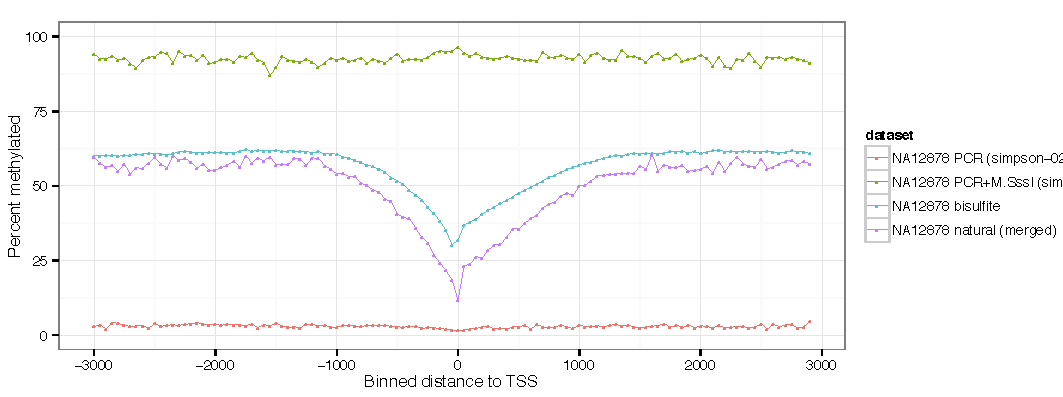 100
75
50
25
0
Percent methylated
−3000 −2000 −1000 0 1000 2000 3000
Binned distance to TSS
dataset
NA12878 PCR (simpson−02
NA12878 PCR+M.SssI (sim
NA12878 bisulfite
NA12878 natural (merged)